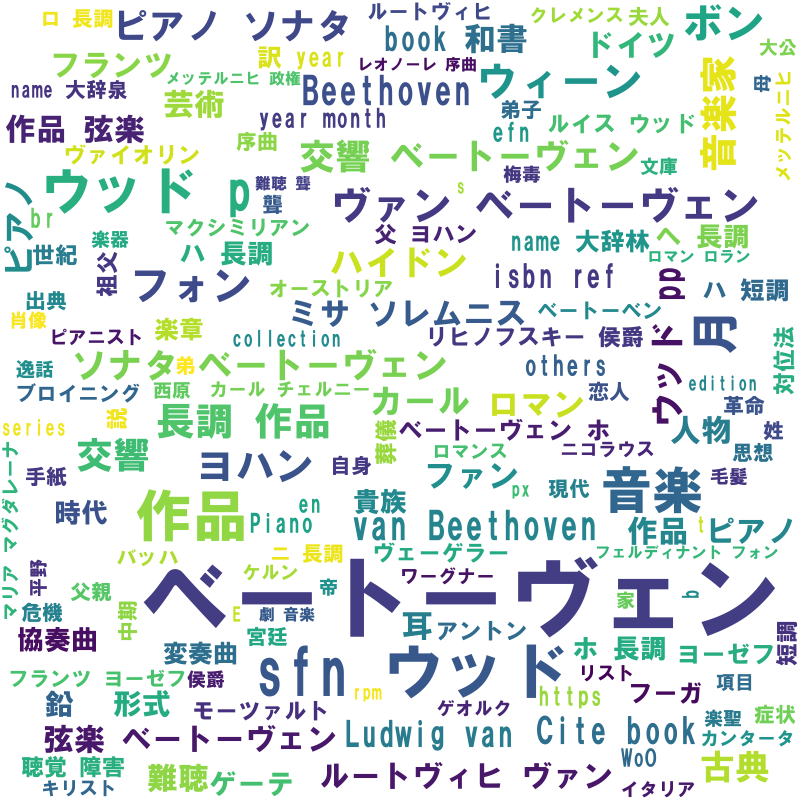 ロ 長調
ピアノ ソナタ
ルートヴィヒ
クレメンス 夫人
ボン
book 和書
ドイツ
大公
フランツ
訳 year
レオノーレ 序曲
メッテルニヒ 政権
name 大辞泉
Beethoven
ウィーン
母
メッテルニヒ
芸術
音楽家
year month
弟子
作品 弦楽
efn
ルイス ウッド
序曲
ヴァイオリン
交響 ベートーヴェン
文庫
ウッド p
難聴 聾
梅毒
s
ピアノ
br
聾
ヴァン ベートーヴェン
マクシミリアン
父 ヨハン
楽器
世紀
祖父
ハ 長調
name 大辞林
ヘ 長調
ロマン ロラン
ハイドン
フォン
isbn ref
pp
ハ 短調
出典
オーストリア
ミサ ソレムニス
ベートーベン
肖像
ピアニスト
楽章
collection
リヒノフスキー 侯爵
ウッド
月
対位法
逸話
ソナタ ベートーヴェン
弟
others
edition
ブロイニング
西原
カール チェルニー
カール
ロマン
恋人
革命
series
説
長調 作品
葬儀
ベートーヴェン ホ
人物
姓
交響
ロマンス
ニコラウス
思想
マリア マグダレーナ
手紙
ヨハン
自身
ファン
現代
音楽
毛髪
px
時代
作品
en
Piano
貴族
van Beethoven
作品
t
ピアノ
バッハ
ニ 長調
ヴェーゲラー
フェルディナント フォン
平野
ケルン
帝
ワーグナー
ベートーヴェン
父親
家
b
危機
中期
E
劇 音楽
協奏曲
宮廷
耳
アントン
短調
変奏曲
sfn ウッド
ホ 長調
ヨーゼフ
フランツ ヨーゼフ
侯爵
リスト
項目
rpm
https
フーガ
鉛
形式
モーツァルト
ゲオルク
楽聖
症状
弦楽 ベートーヴェン
Ludwig van
Cite book
カンタータ
WoO
聴覚 障害
古典
キリスト
難聴
ゲーテ
ルートヴィヒ ヴァン
イタリア